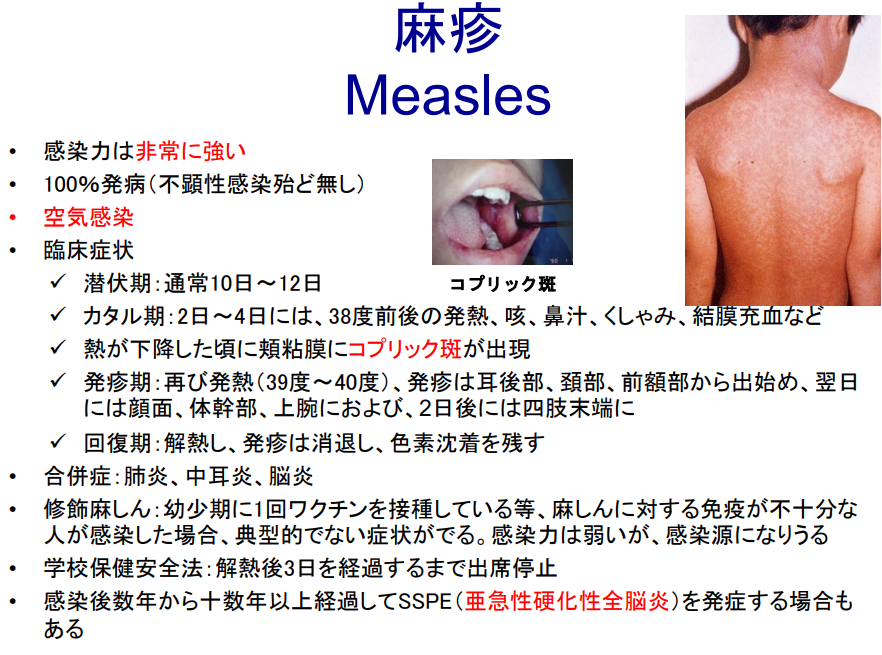 麻疹
Measles
• 感染力は非常に強い
• 100%発病(不顕性感染殆ど無し)
• 空気感染
• 臨床症状
✓ 潜伏期:通常10日~12日
コプリック斑
✓ カタル期:2日~4日には、38度前後の発熱、咳、鼻汁、くしゃみ、結膜充血など
✓ 熱が下降した頃に頬粘膜にコプリック斑が出現
✓ 発疹期:再び発熱(39度~40度)、発疹は耳後部、頚部、前額部から出始め、翌日
には顔面、体幹部、上腕におよび、2日後には四肢末端に
✓ 回復期:解熱し、発疹は消退し、色素沈着を残す
• 合併症:肺炎、中耳炎、脳炎
• 修飾麻しん:幼少期に1回ワクチンを接種している等、麻しんに対する免疫が不十分な
人が感染した場合、典型的でない症状がでる。感染力は弱いが、感染源になりうる
• 学校保健安全法:解熱後3日を経過するまで出席停止
• 感染後数年から十数年以上経過してSSPE(亜急性硬化性全脳炎)を発症する場合も
ある